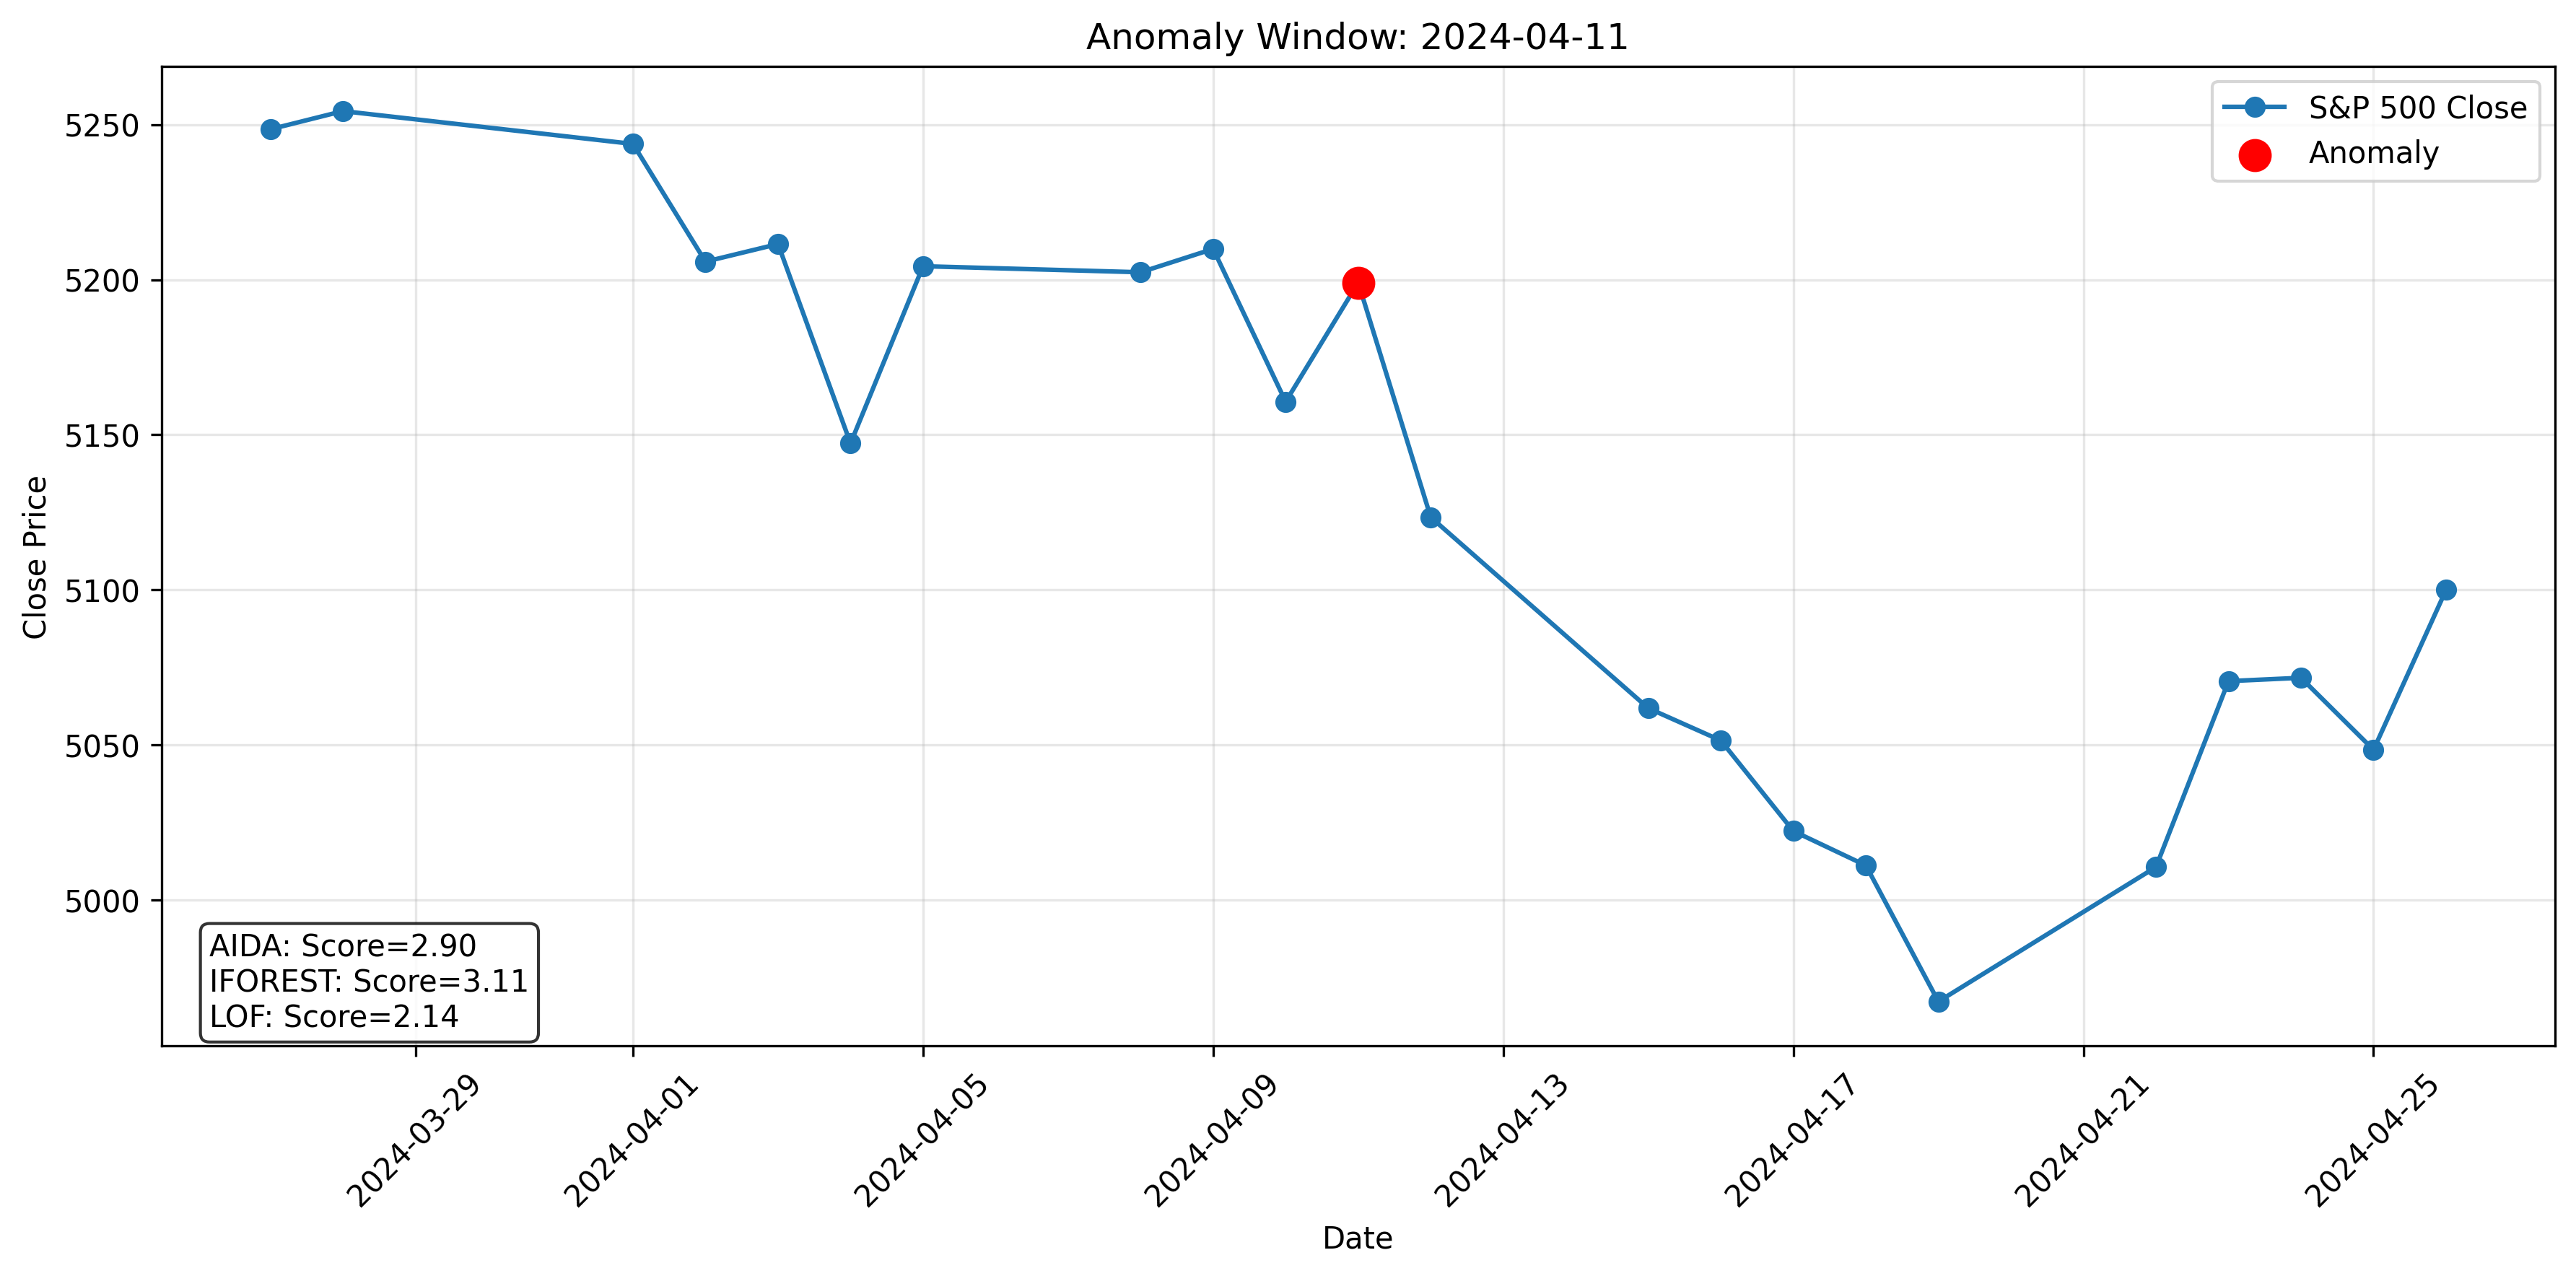 Anomaly Window: 2024-04-11
S&P 500 Close
Anomaly
Close Price
5250
5200
5150
5100
5050
5000
AIDA: Score=2.90
IFOREST: Score=3.11
LOF: Score=2.14
2024-03-29
2024-04-01
2024-04-05
2024-04-09
2024-04-13
2024-04-17
2024-04-21
2024-04-25
Date